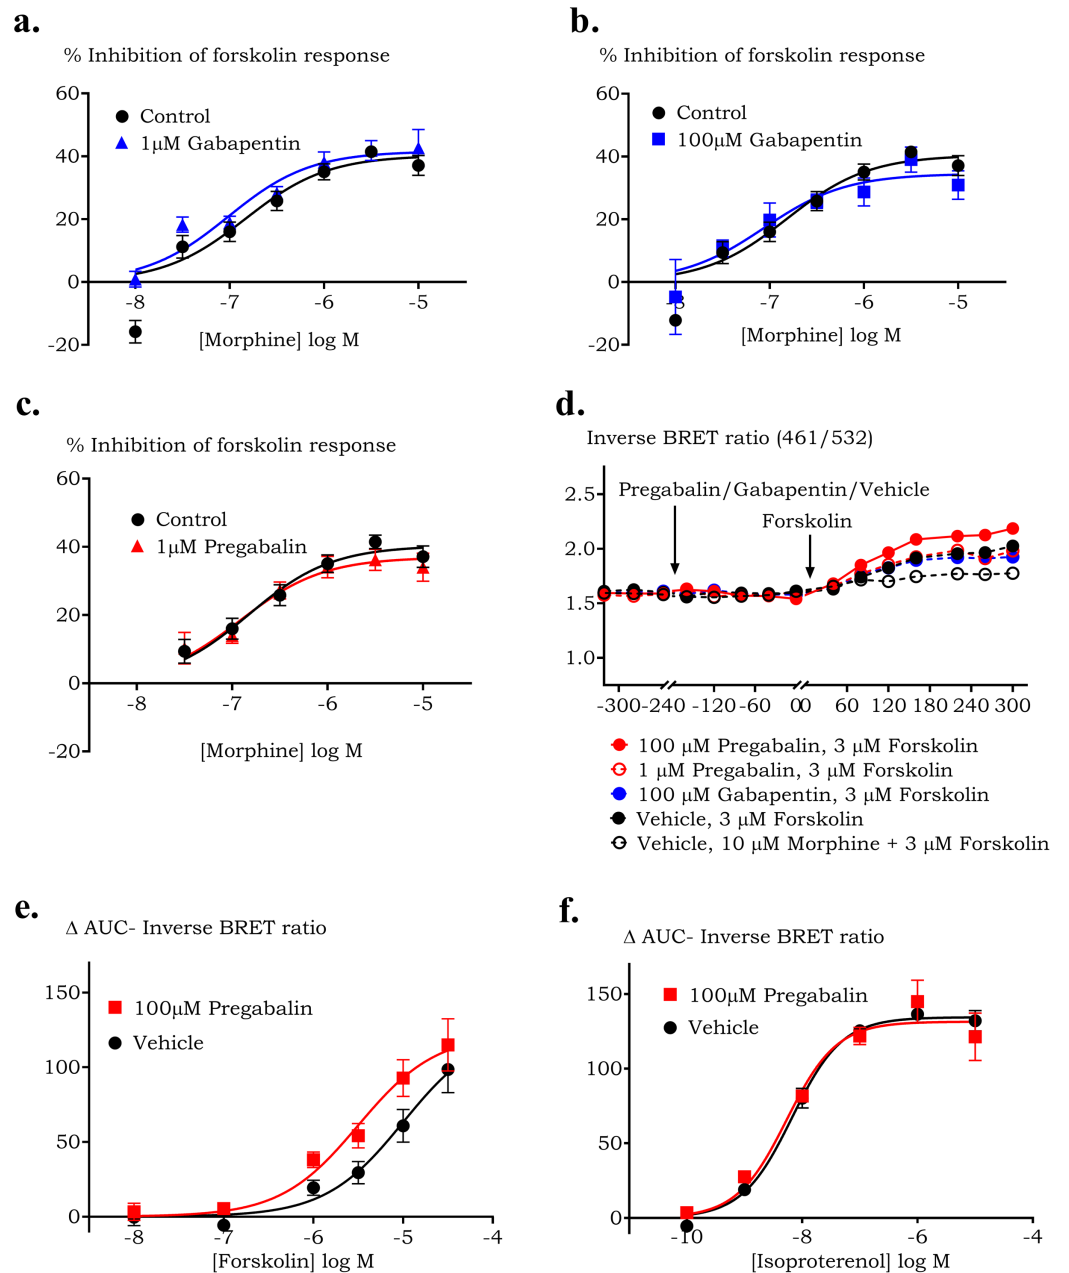 a.
% Inhibition of forskolin response
60
Control
1µM Gabapentin
40
20
0
-8 -7 -6 -5
-20
[Morphine] log M
b.
% Inhibition of forskolin response
60
Control
100µM Gabapentin
40
20
0
-8 -7 -6 -5
-20
[Morphine] log M
c.
% Inhibition of forskolin response
60
Control
1µM Pregabalin
40
20
0
-8 -7 -6 -5
-20
[Morphine] log M
d.
Inverse BRET ratio (461/532)
2.5
Pregabalin/Gabapentin/Vehicle
Forskolin
2.0
1.5
1.0
-300 -240 -120 -60 00 60 120 180 240 300
100 µM Pregabalin, 3 µM Forskolin
1 µM Pregabalin, 3 µM Forskolin
100 µM Gabapentin, 3 µM Forskolin
Vehicle, 3 µM Forskolin
Vehicle, 10 µM Morphine + 3 µM Forskolin
e.
Δ AUC- Inverse BRET ratio
150
100µM Pregabalin
Vehicle
100
50
0
-8 -7 -6 -5 -4
[Forskolin] log M
f.
Δ AUC- Inverse BRET ratio
150
100µM Pregabalin
Vehicle
100
50
0
-10 -8 -6 -4
[Isoproterenol] log M